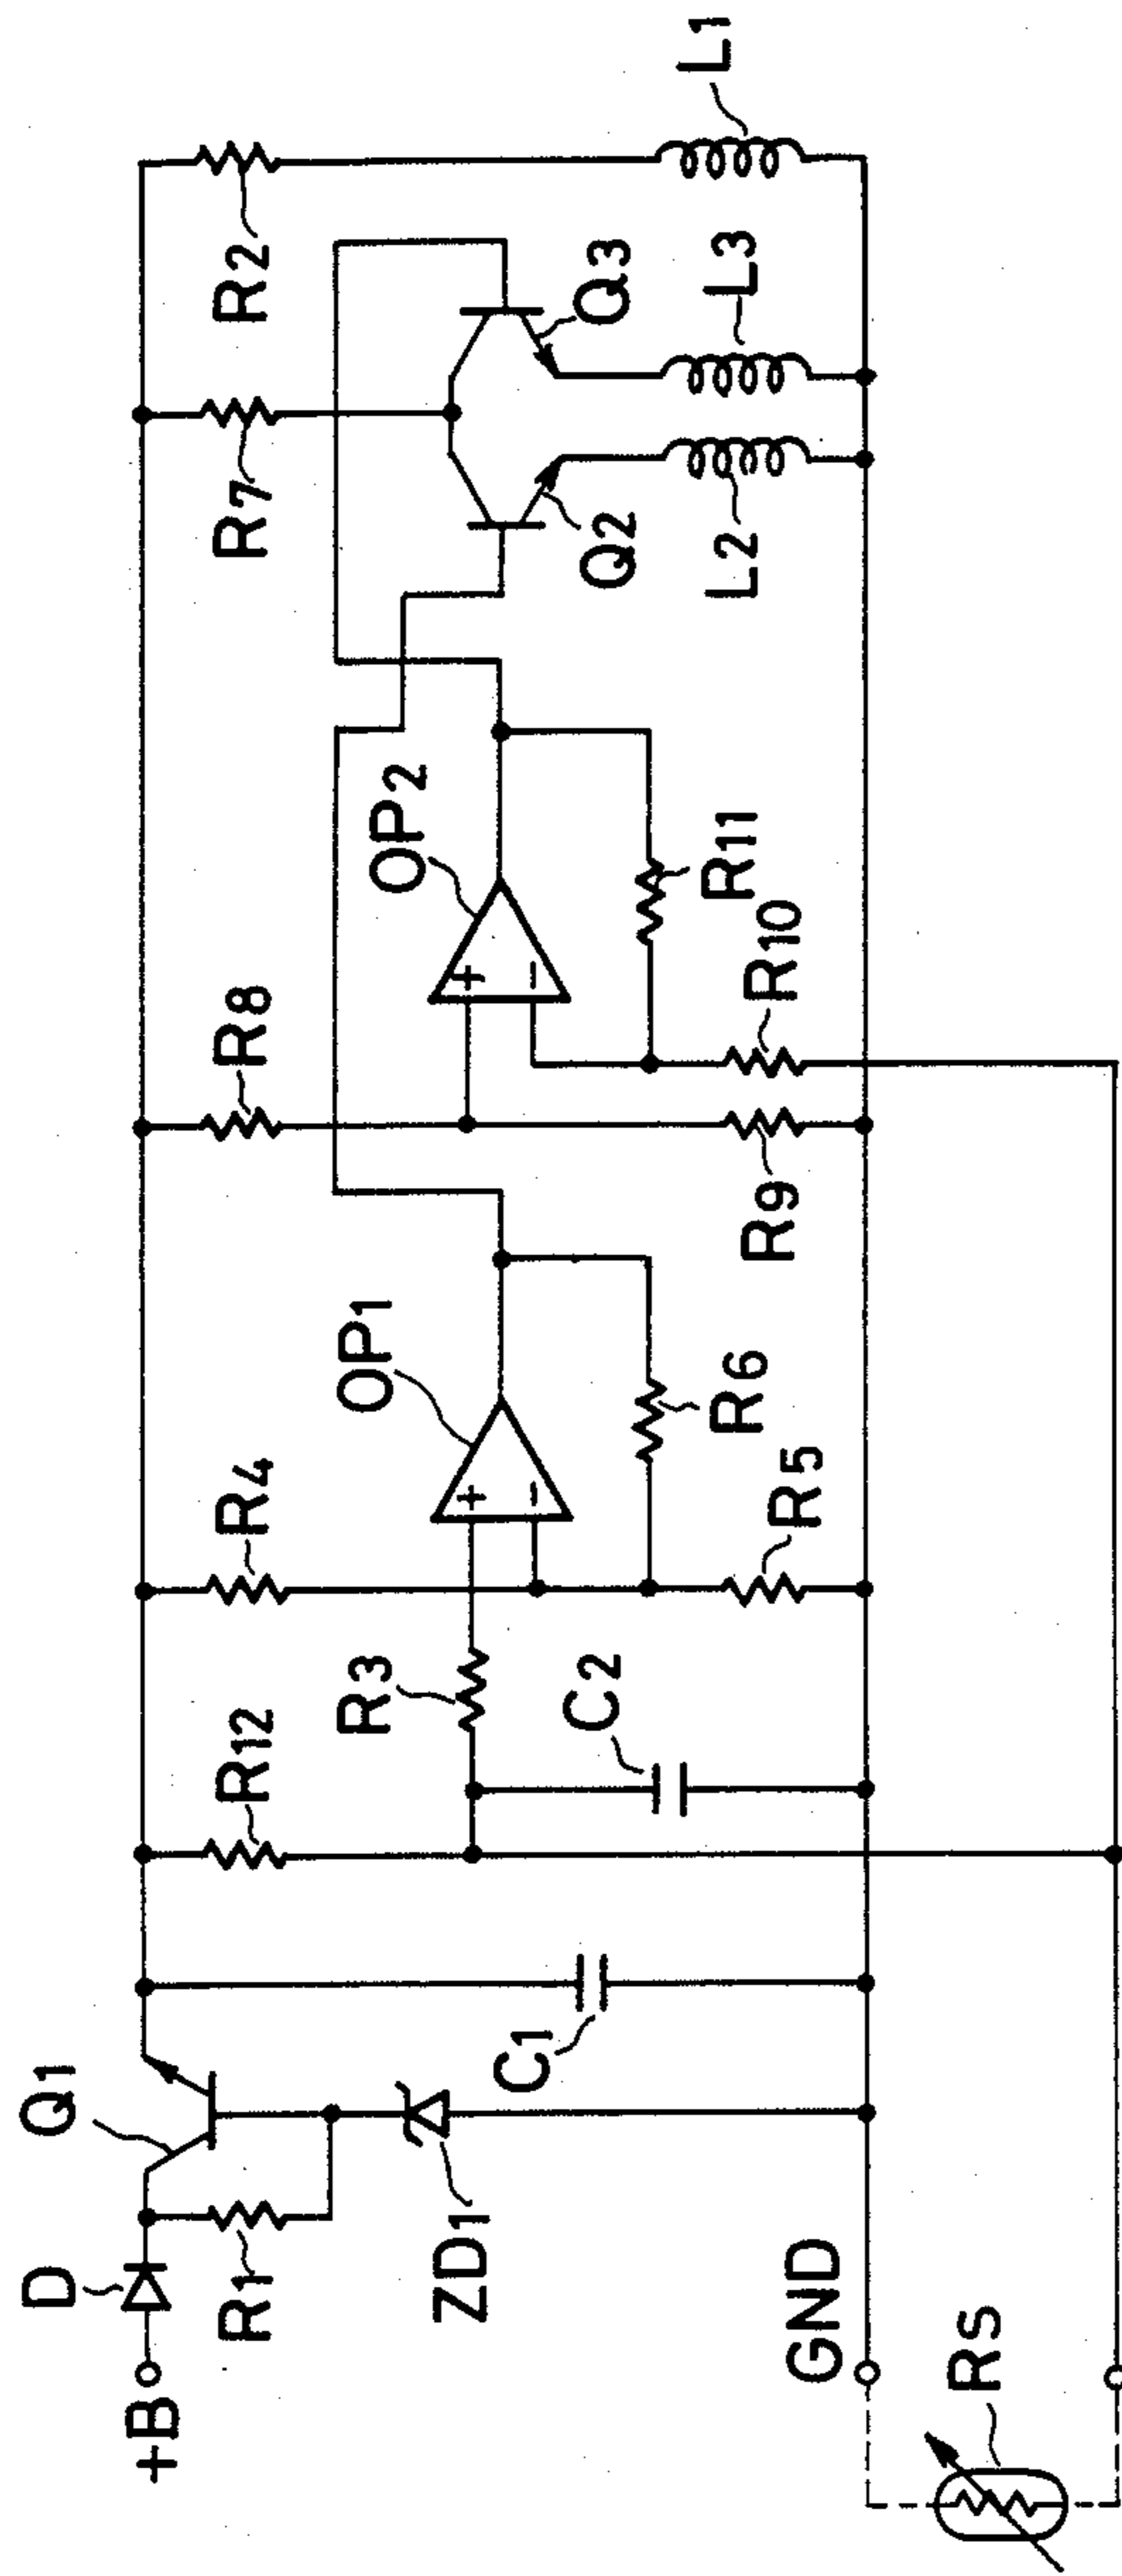 +B
D
Q1
R1
ZD1
C1
GND
RS
R12
R3
C2
R4
OP1
R6
R5
+
−
R8
OP2
R11
R10
R9
+
−
R7
R2
Q2
Q3
L2
L3
L1